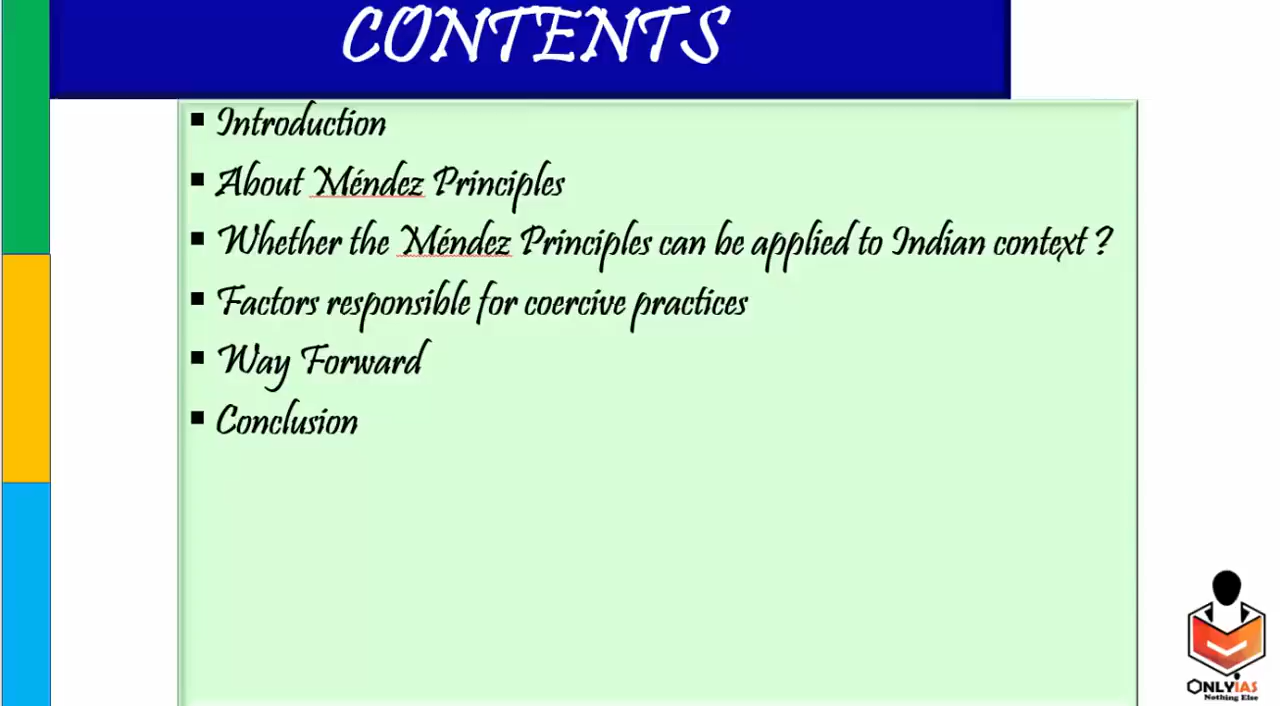 CONTENTS
▪ Introduction
▪ About Méndez Principles
▪ Whether the Méndez Principles can be applied to Indian context ?
▪ Factors responsible for coercive practices
▪ Way Forward
▪ Conclusion
ONLYIAS
Nothing Else